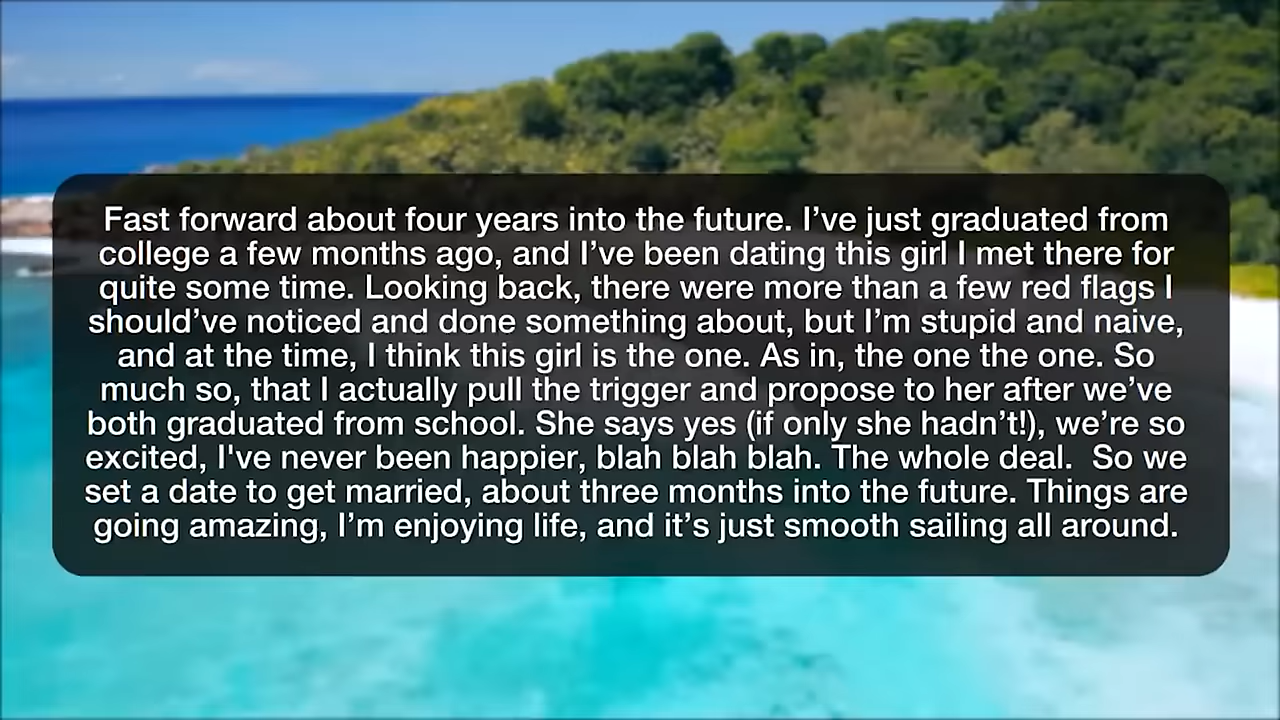 Fast forward about four years into the future. I’ve just graduated from
college a few months ago, and I’ve been dating this girl I met there for
quite some time. Looking back, there were more than a few red flags I
should’ve noticed and done something about, but I’m stupid and naive,
and at the time, I think this girl is the one. As in, the one the one. So
much so, that I actually pull the trigger and propose to her after we’ve
both graduated from school. She says yes (if only she hadn’t!), we’re so
excited, I've never been happier, blah blah blah. The whole deal.  So we
set a date to get married, about three months into the future. Things are
going amazing, I’m enjoying life, and it’s just smooth sailing all around.